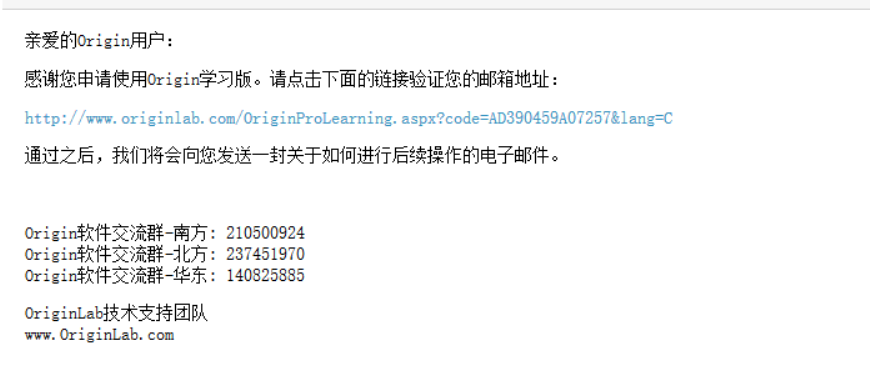 亲爱的Origin用户：
感谢您申请使用Origin学习版。请点击下面的链接验证您的邮箱地址：
http://www.originlab.com/OriginProLearning.aspx?code=AD390459A07257&lang=C
通过之后，我们将会向您发送一封关于如何进行后续操作的电子邮件。
Origin软件交流群-南方: 210500924
Origin软件交流群-北方: 237451970
Origin软件交流群-华东: 140825885
OriginLab技术支持团队
www.OriginLab.com